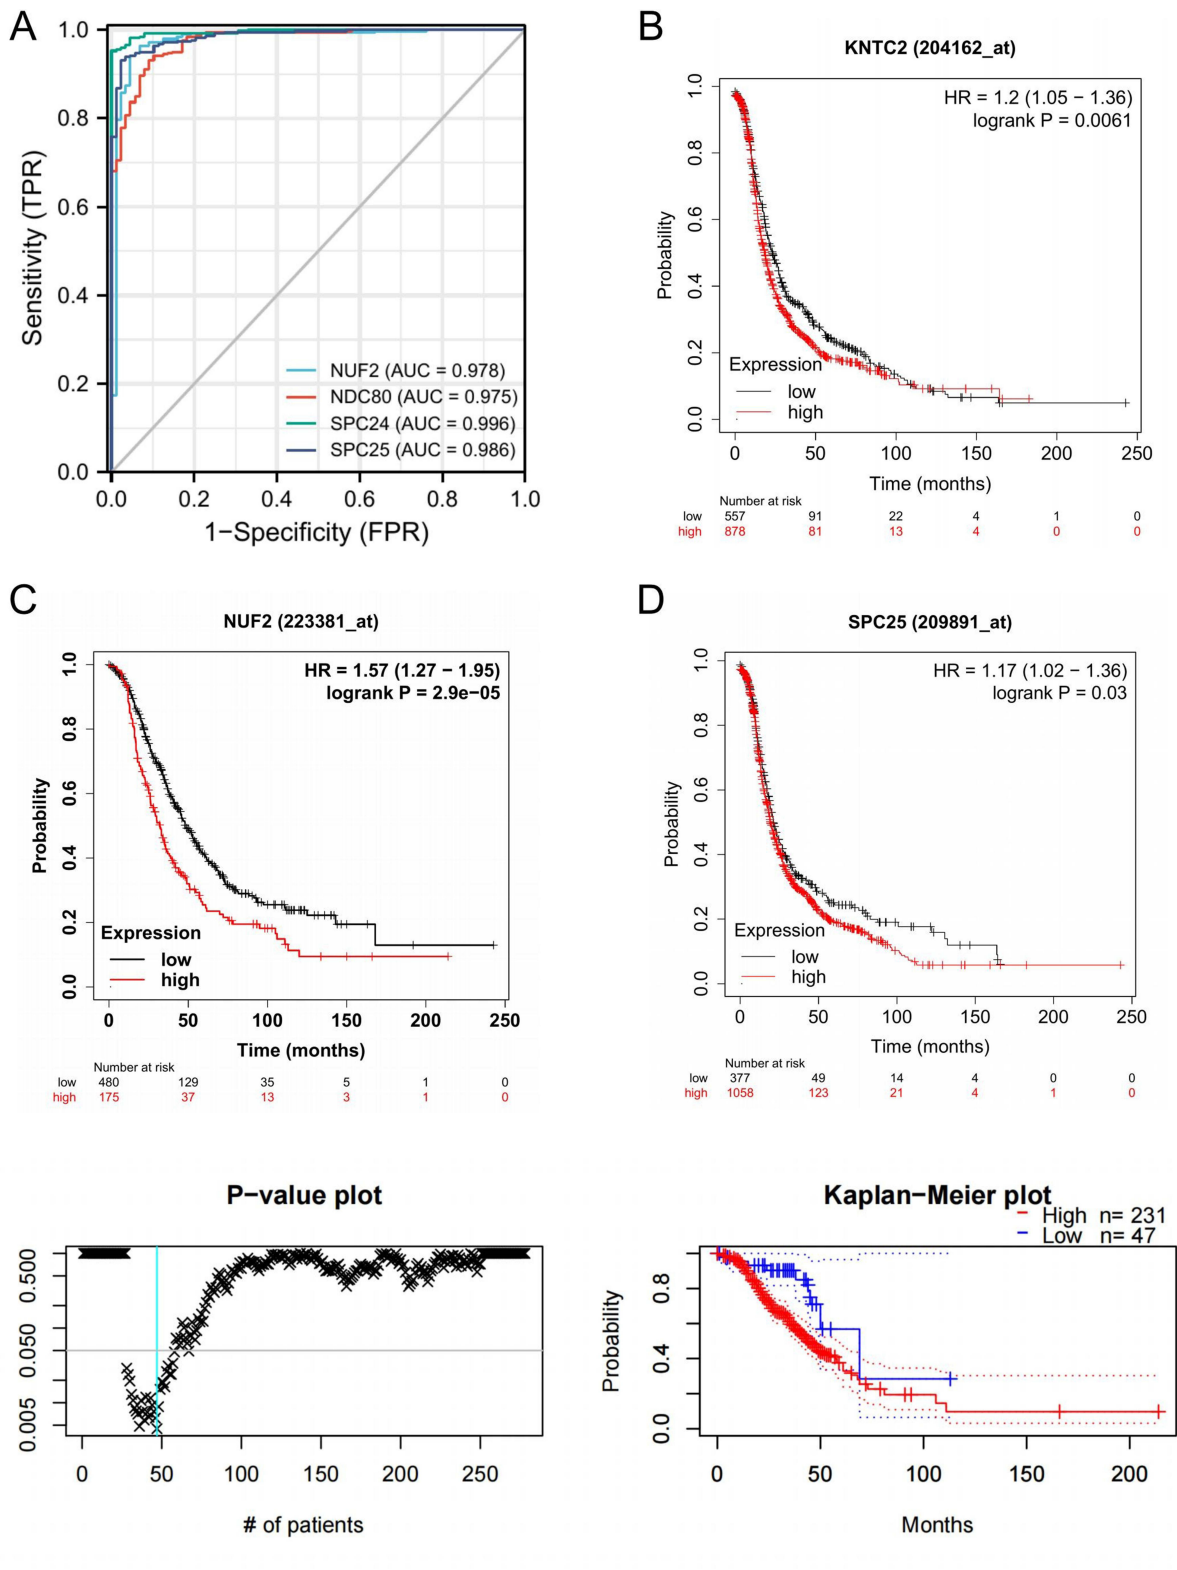 A
1.0
0.8
0.6
0.4
0.2
0.0
Sensitivity (TPR)
NUF2 (AUC = 0.978)
NDC80 (AUC = 0.975)
SPC24 (AUC = 0.996)
SPC25 (AUC = 0.986)
0.0 0.2 0.4 0.6 0.8 1.0
1−Specificity (FPR)
B
KNTC2 (204162_at)
HR = 1.2 (1.05 − 1.36)
logrank P = 0.0061
1.0
0.8
0.6
0.4
0.2
0.0
Probability
Expression
low
high
0 50 100 150 200 250
Time (months)
Number at risk
low 557 91 22 4 1 0
high 878 81 13 4 0 0
C
NUF2 (223381_at)
HR = 1.57 (1.27 − 1.95)
logrank P = 2.9e−05
1.0
0.8
0.6
0.4
0.2
0.0
Probability
Expression
low
high
0 50 100 150 200 250
Time (months)
Number at risk
low 480 129 35 5 1 0
high 175 37 13 3 1 0
D
SPC25 (209891_at)
HR = 1.17 (1.02 − 1.36)
logrank P = 0.03
1.0
0.8
0.6
0.4
0.2
0.0
Probability
Expression
low
high
0 50 100 150 200 250
Time (months)
Number at risk
low 377 49 14 4 0 0
high 1058 123 21 4 1 0
P−value plot
0.500
0.050
0.005
0 50 100 150 200 250
# of patients
Kaplan−Meier plot
High n= 231
Low n= 47
0.8
0.4
0.0
Probability
0 50 100 150 200
Months